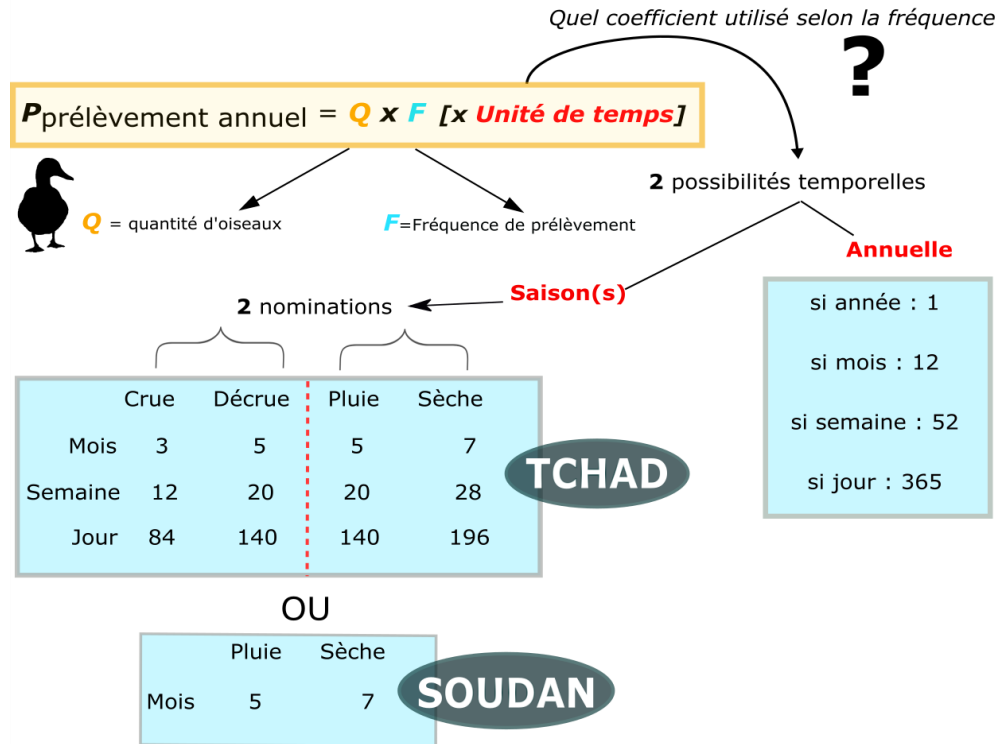 Quel coefficient utilisé selon la fréquence
?
Pprélèvement annuel = Q x F [x Unité de temps]
2 possibilités temporelles
Q = quantité d'oiseaux
F=Fréquence de prélèvement
Annuelle
Saison(s)
2 nominations
si année : 1
si mois : 12
si semaine : 52
si jour : 365
Crue Décrue Pluie Sèche
Mois 3 5 5 7
Semaine 12 20 20 28
Jour 84 140 140 196
TCHAD
OU
Pluie Sèche
Mois 5 7
SOUDAN